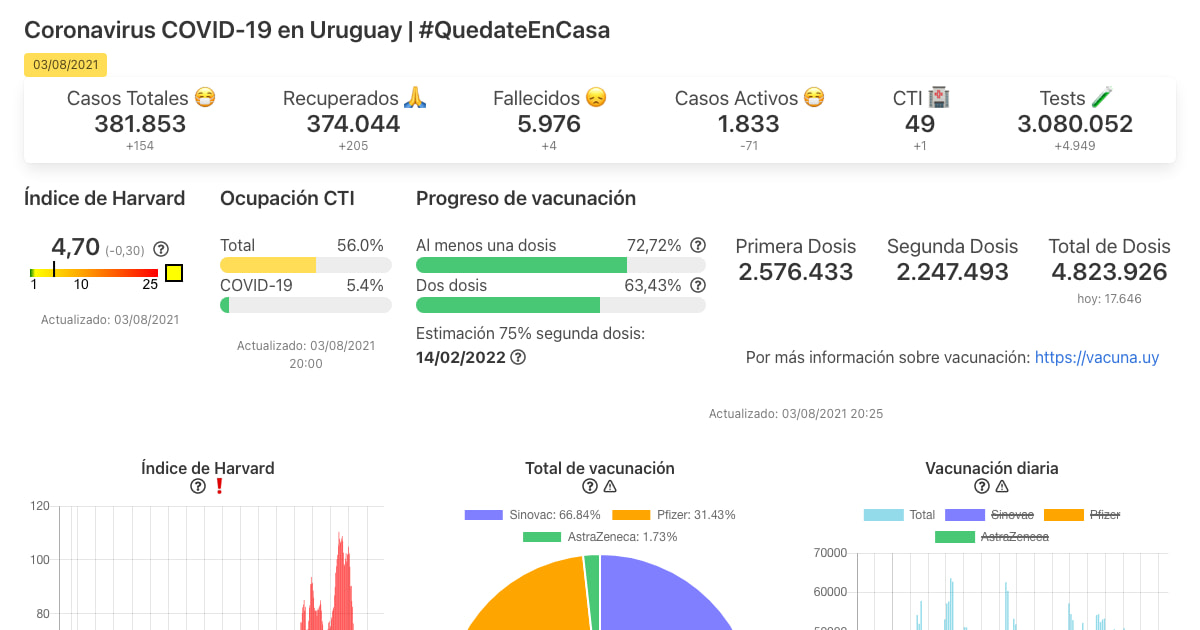 Coronavirus COVID-19 en Uruguay | #QuedateEnCasa
03/08/2021
Casos Totales 😷 Recuperados 🙏 Fallecidos 😞 Casos Activos 😷 CTI 🏥 Tests 🧪
381.853 374.044 5.976 1.833 49 3.080.052
+154 +205 +4 -71 +1 +4.949
Índice de Harvard
4,70 (-0,30) ?
1 10 25
Actualizado: 03/08/2021
Ocupación CTI
Total 56.0%
COVID-19 5.4%
Actualizado: 03/08/2021
20:00
Progreso de vacunación
Al menos una dosis 72,72% ?
Dos dosis 63,43% ?
Estimación 75% segunda dosis:
14/02/2022 ?
Primera Dosis Segunda Dosis Total de Dosis
2.576.433 2.247.493 4.823.926
hoy: 17.646
Por más información sobre vacunación: https://vacuna.uy
Actualizado: 03/08/2021 20:25
Índice de Harvard
? ❗
120
100
80
Total de vacunación
? ⚠
Sinovac: 66.84% Pfizer: 31.43%
AstraZeneca: 1.73%
Vacunación diaria
? ⚠
Total Sinovac Pfizer
AstraZeneca
70000
60000
50000